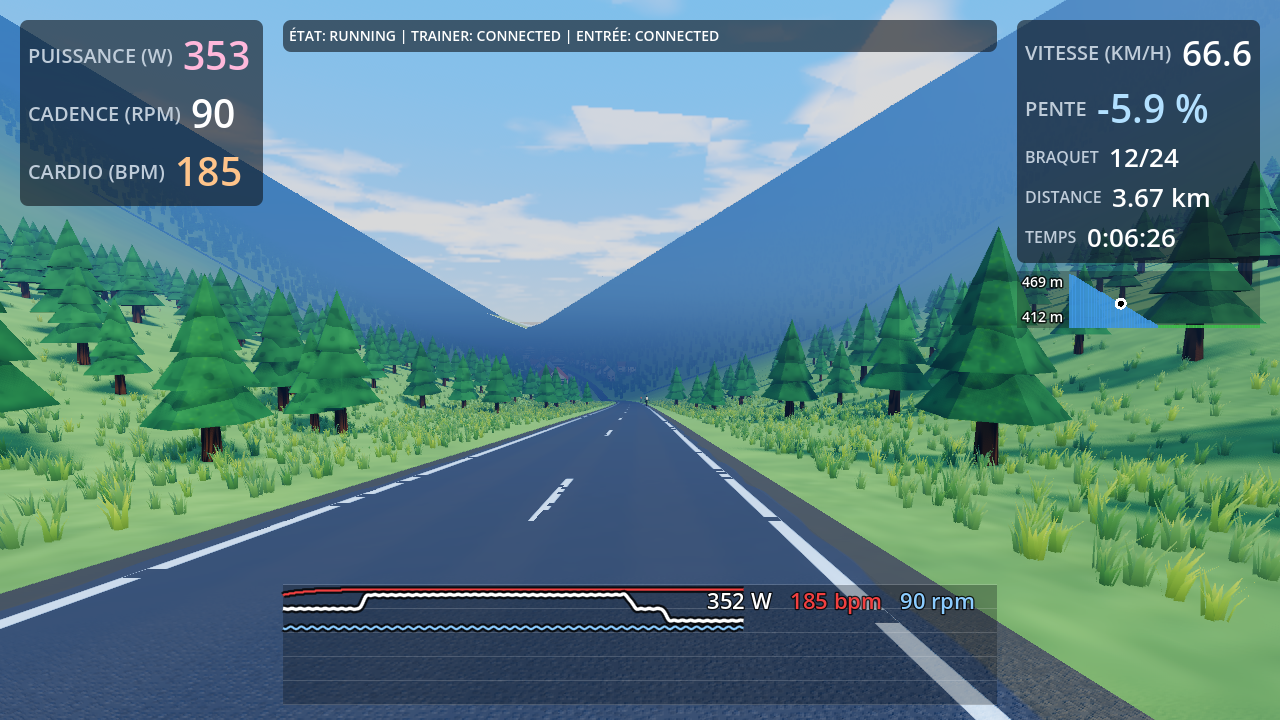 PUISSANCE (W) 353
CADENCE (RPM) 90
CARDIO (BPM) 185
ÉTAT: RUNNING | TRAINER: CONNECTED | ENTRÉE: CONNECTED
VITESSE (KM/H) 66.6
PENTE -5.9 %
BRAQUET 12/24
DISTANCE 3.67 km
TEMPS 0:06:26
469 m
412 m
352 W 185 bpm 90 rpm